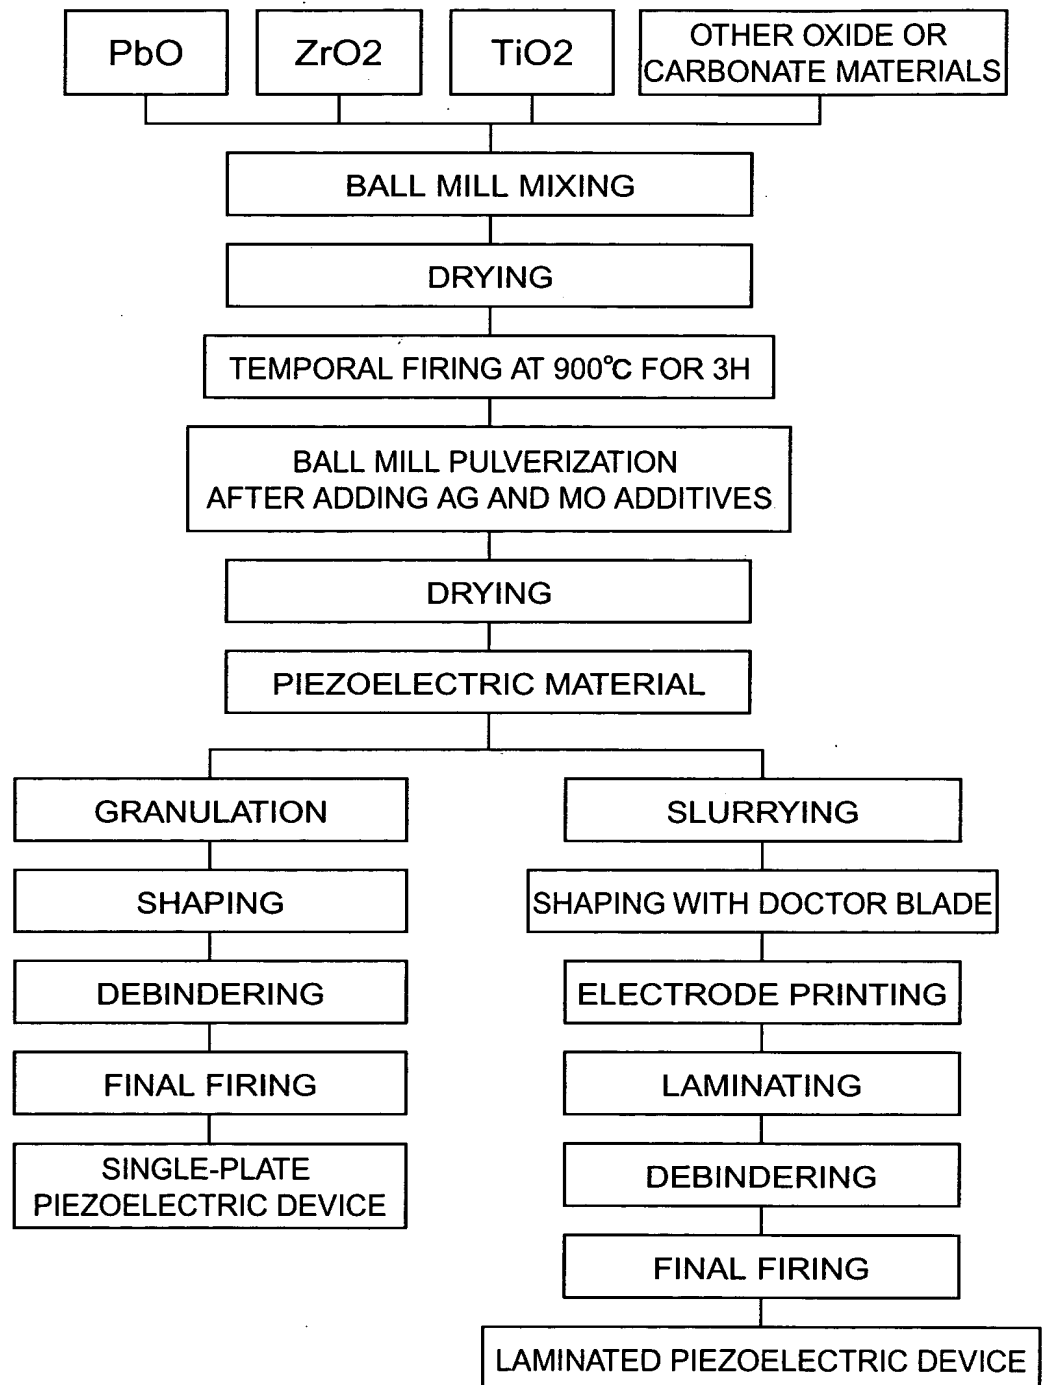 PbO
ZrO2
TiO2
OTHER OXIDE OR
CARBONATE MATERIALS
BALL MILL MIXING
DRYING
TEMPORAL FIRING AT 900℃ FOR 3H
BALL MILL PULVERIZATION
AFTER ADDING AG AND MO ADDITIVES
DRYING
PIEZOELECTRIC MATERIAL
GRANULATION
SHAPING
DEBINDERING
FINAL FIRING
SINGLE-PLATE
PIEZOELECTRIC DEVICE
SLURRYING
SHAPING WITH DOCTOR BLADE
ELECTRODE PRINTING
LAMINATING
DEBINDERING
FINAL FIRING
LAMINATED PIEZOELECTRIC DEVICE